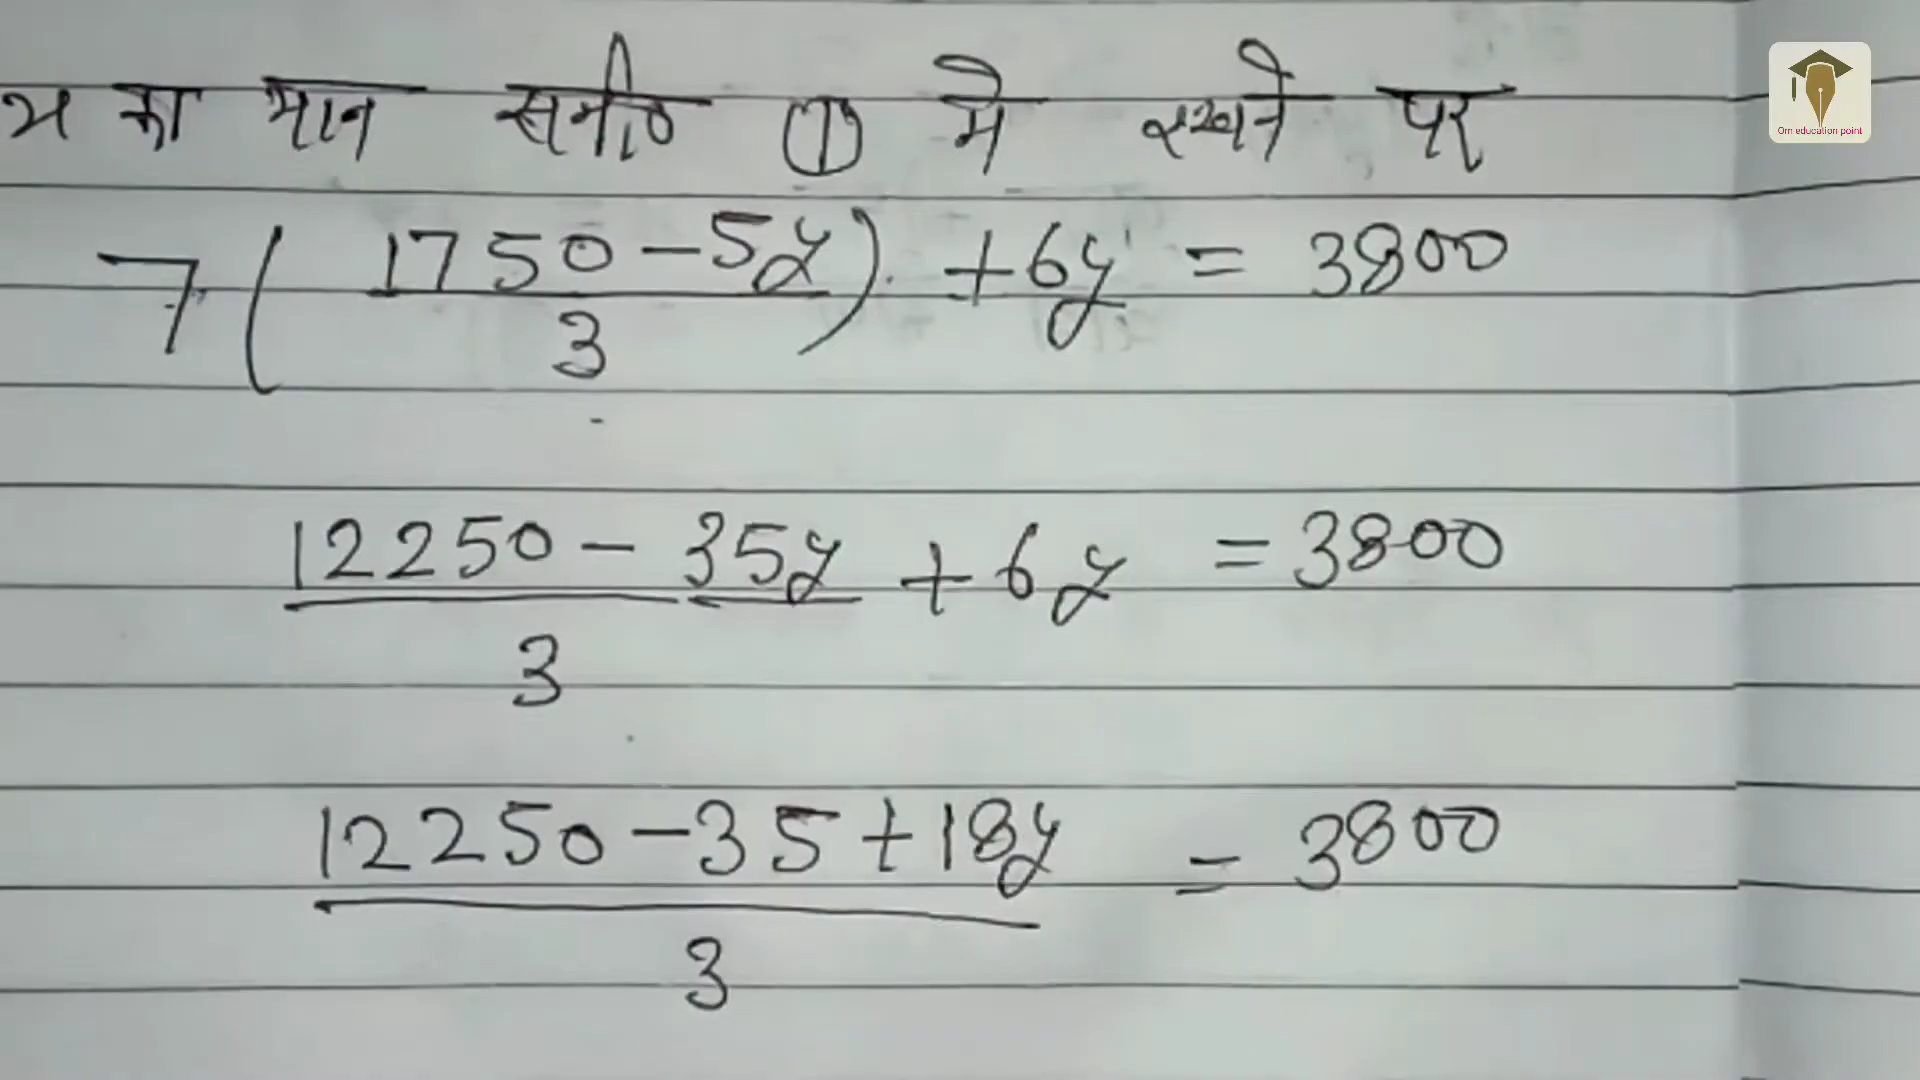 x का मान समी० ① मे रखने पर
Om education point
7 ( 1750 - 5y / 3 ) + 6y = 3800
12250 - 35y / 3 + 6y = 3800
12250 - 35 + 18y / 3 = 3800